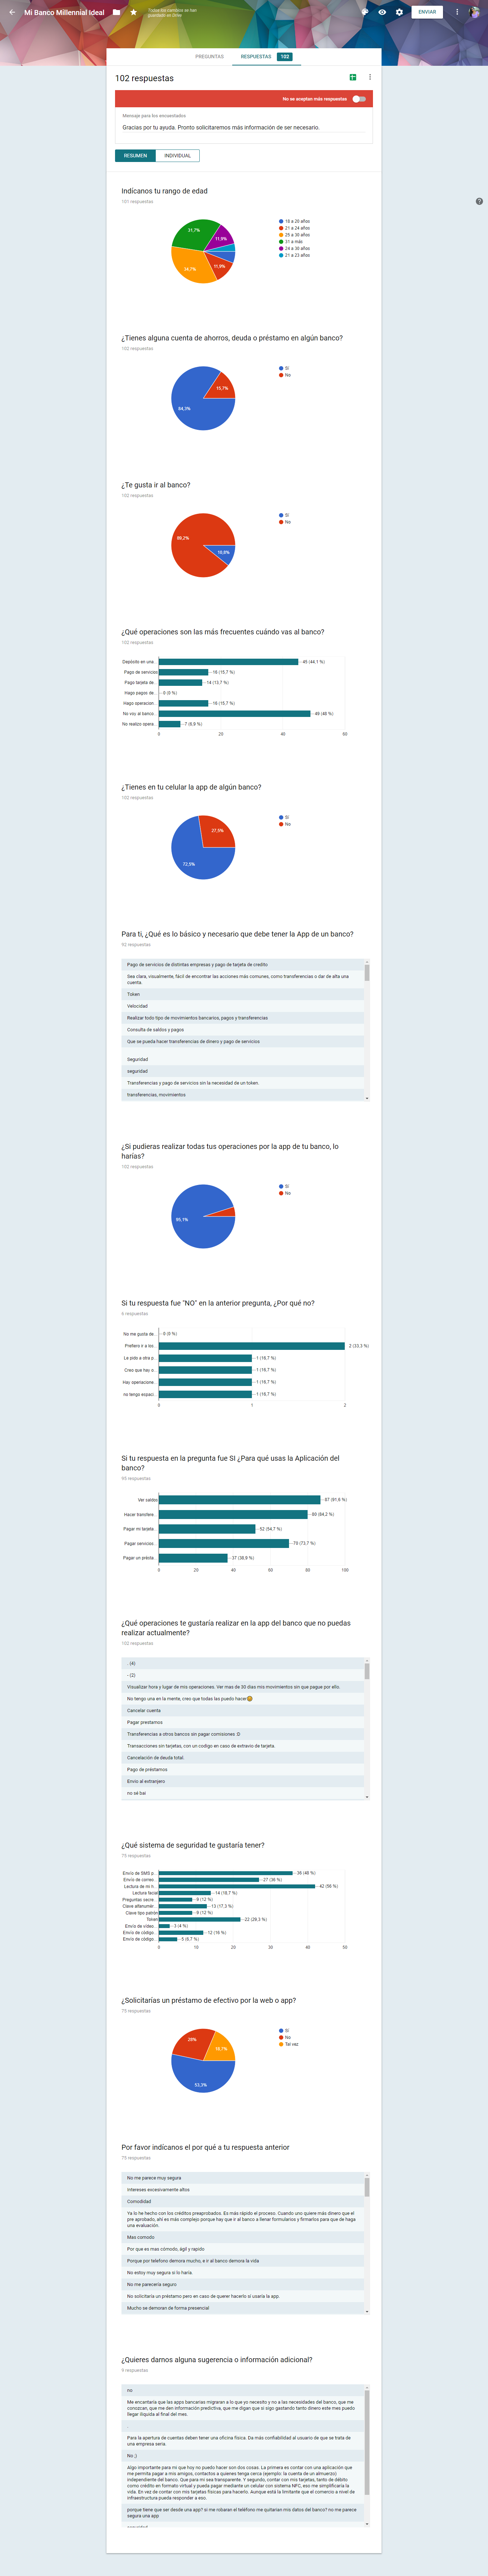 Mi Banco Millennial Ideal
Todos los cambios se han
guardado en Drive
ENVIAR
PREGUNTAS
RESPUESTAS 102
102 respuestas
No se aceptan más respuestas
Mensaje para los encuestados
Gracias por tu ayuda. Pronto solicitaremos más información de ser necesario.
RESUMEN
INDIVIDUAL
Indícanos tu rango de edad
101 respuestas
31,7%
11,9%
11,9%
34,7%
18 a 20 años
21 a 24 años
25 a 30 años
31 a más
24 a 30 años
21 a 23 años
¿Tienes alguna cuenta de ahorros, deuda o préstamo en algún banco?
102 respuestas
15,7%
84,3%
Sí
No
¿Te gusta ir al banco?
102 respuestas
89,2%
10,8%
Sí
No
¿Qué operaciones son las más frecuentes cuándo vas al banco?
102 respuestas
Depósito en una...
45 (44,1 %)
Pago de servicios
16 (15,7 %)
Pago tarjeta de...
14 (13,7 %)
Hago pagos de...
0 (0 %)
Hago operacion...
16 (15,7 %)
No voy al banco...
49 (48 %)
No realizo opera...
7 (6,9 %)
0 20 40 60
¿Tienes en tu celular la app de algún banco?
102 respuestas
27,5%
72,5%
Sí
No
Para ti, ¿Qué es lo básico y necesario que debe tener la App de un banco?
92 respuestas
Pago de servicios de distintas empresas y pago de tarjeta de credito
Sea clara, visualmente, fácil de encontrar las acciones más comunes, como transferencias o dar de alta una
cuenta.
Token
Velocidad
Realizar todo tipo de movimientos bancarios, pagos y transferencias
Consulta de saldos y pagos
Que se pueda hacer transferencias de dinero y pago de servicios
Seguridad
seguridad
Transferencias y pago de servicios sin la necesidad de un token.
transferencias, movimientos
¿Si pudieras realizar todas tus operaciones por la app de tu banco, lo
harías?
102 respuestas
95,1%
Sí
No
Si tu respuesta fue "NO" en la anterior pregunta, ¿Por qué no?
6 respuestas
No me gusta de...
0 (0 %)
Prefiero ir a los...
2 (33,3 %)
Le pido a otra p...
1 (16,7 %)
Creo que hay o...
1 (16,7 %)
Hay operacione...
1 (16,7 %)
no tengo espaci...
1 (16,7 %)
0 1 2
Si tu respuesta en la pregunta fue SI ¿Para qué usas la Aplicación del
banco?
95 respuestas
Ver saldos
87 (91,6 %)
Hacer transfere...
80 (84,2 %)
Pagar mi tarjeta...
52 (54,7 %)
Pagar servicios...
70 (73,7 %)
Pagar un présta...
37 (38,9 %)
0 20 40 60 80 100
¿Qué operaciones te gustaría realizar en la app del banco que no puedas
realizar actualmente?
102 respuestas
. (4)
- (2)
Visualizar hora y lugar de mis operaciones. Ver mas de 30 dias mis movimientos sin que pague por ello.
No tengo una en la mente, creo que todas las puedo hacer😅
Cancelar cuenta
Pagar prestamos
Transferencias a otros bancos sin pagar comisiones :D
Transacciones sin tarjetas, con un codigo en caso de extravio de tarjeta.
Cancelación de deuda total.
Pago de préstamos
Envío al extranjero
no sé bai
¿Qué sistema de seguridad te gustaría tener?
75 respuestas
Envío de SMS p...
36 (48 %)
Envío de correo...
27 (36 %)
Lectura de mi h...
42 (56 %)
Lectura facial
14 (18,7 %)
Preguntas secre...
9 (12 %)
Clave alfanumér...
13 (17,3 %)
Clave tipo patrón
9 (12 %)
Token
22 (29,3 %)
Envío de video...
3 (4 %)
Envío de código...
12 (16 %)
Envío de código...
5 (6,7 %)
0 10 20 30 40 50
¿Solicitarías un préstamo de efectivo por la web o app?
75 respuestas
28%
18,7%
53,3%
Sí
No
Tal vez
Por favor indícanos el por qué a tu respuesta anterior
75 respuestas
No me parece muy segura
Intereses excesivamente altos
Comodidad
Ya lo he hecho con los créditos preaprobados. Es más rápido el proceso. Cuando uno quiere más dinero que el
pre aprobado, ahí es más complejo porque hay que ir al banco a llenar formularios y firmarlos para que de haga
una evaluación.
Mas comodo
Por que es mas cómodo, ágil y rapido
Porque por telefono demora mucho, e ir al banco demora la vida
No estoy muy segura si lo haría..
No me parecería seguro
No solicitaría un préstamo pero en caso de querer hacerlo si usaría la app.
Mucho se demoran da forma presencial
¿Quieres darnos alguna sugerencia o información adicional?
9 respuestas
no
Me encantaría que las apps bancarias migraran a lo que yo necesito y no a las necesidades del banco, que me
conozcan, que me den información predictiva, que me digan que si sigo gastando tanto dinero este mes puedo
llegar ilíquida al final del mes.
.
Para la apertura de cuentas deben tener una oficina física. Da más confiabilidad al usuario de que se trata de
una empresa seria.
No ;)
Algo importante para mi que hoy no puedo hacer son dos cosas. La primera es contar con una aplicación que
me permita pagar a mis amigos, contactos a quienes tenga cerca (ejemplo: la cuenta de un almuerzo)
independiente del banco. Que para mi sea transparente. Y segundo, contar con mis tarjetas, tanto de débito
como crédito en formato virtual y pueda pagar mediante un celular con sistema NFC, eso me simplificaría la
vida. En vez de contar con mis tarjetas físicas para hacerlo. Aunque está la limitante que el comercio a nivel de
infraestructura pueda responder a eso.
porque tiene que ser desde una app? si me robaran el teléfono me quitarian mis datos del banco? no me parece
segura una app